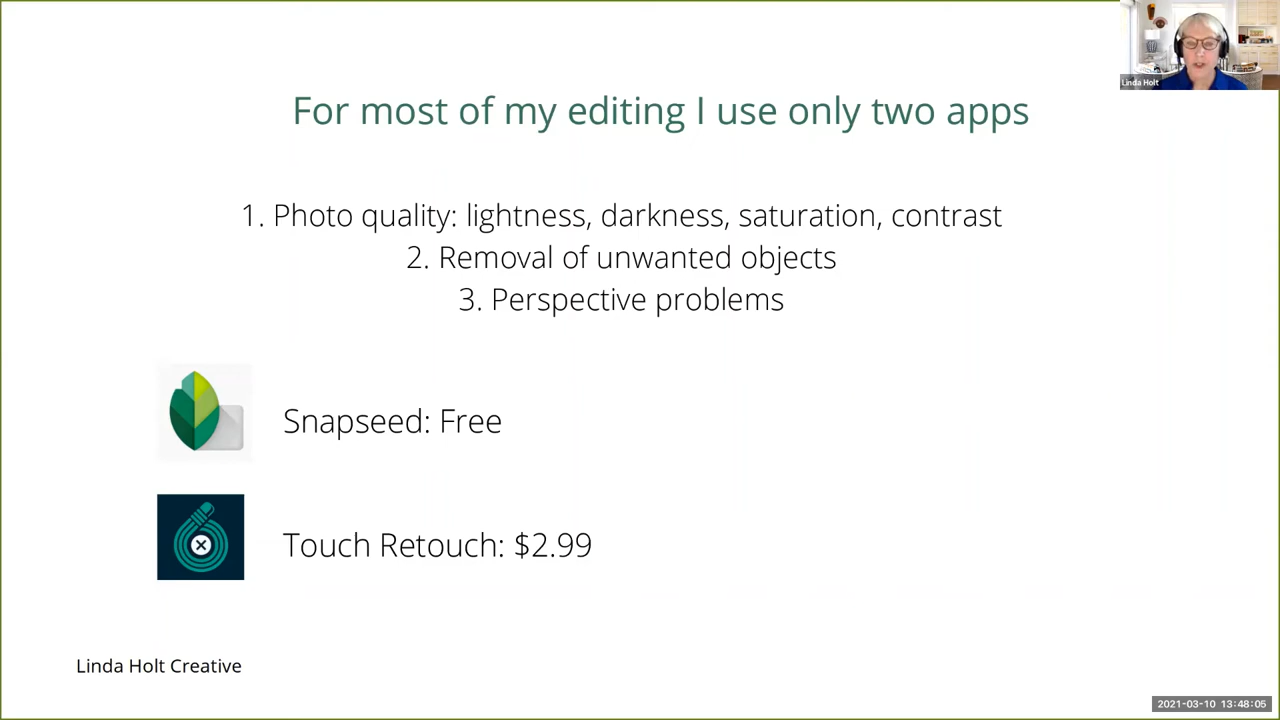 Linda Holt
For most of my editing I use only two apps
1. Photo quality: lightness, darkness, saturation, contrast
2. Removal of unwanted objects
3. Perspective problems
Snapseed: Free
Touch Retouch: $2.99
Linda Holt Creative
2021-03-10 13:48:05